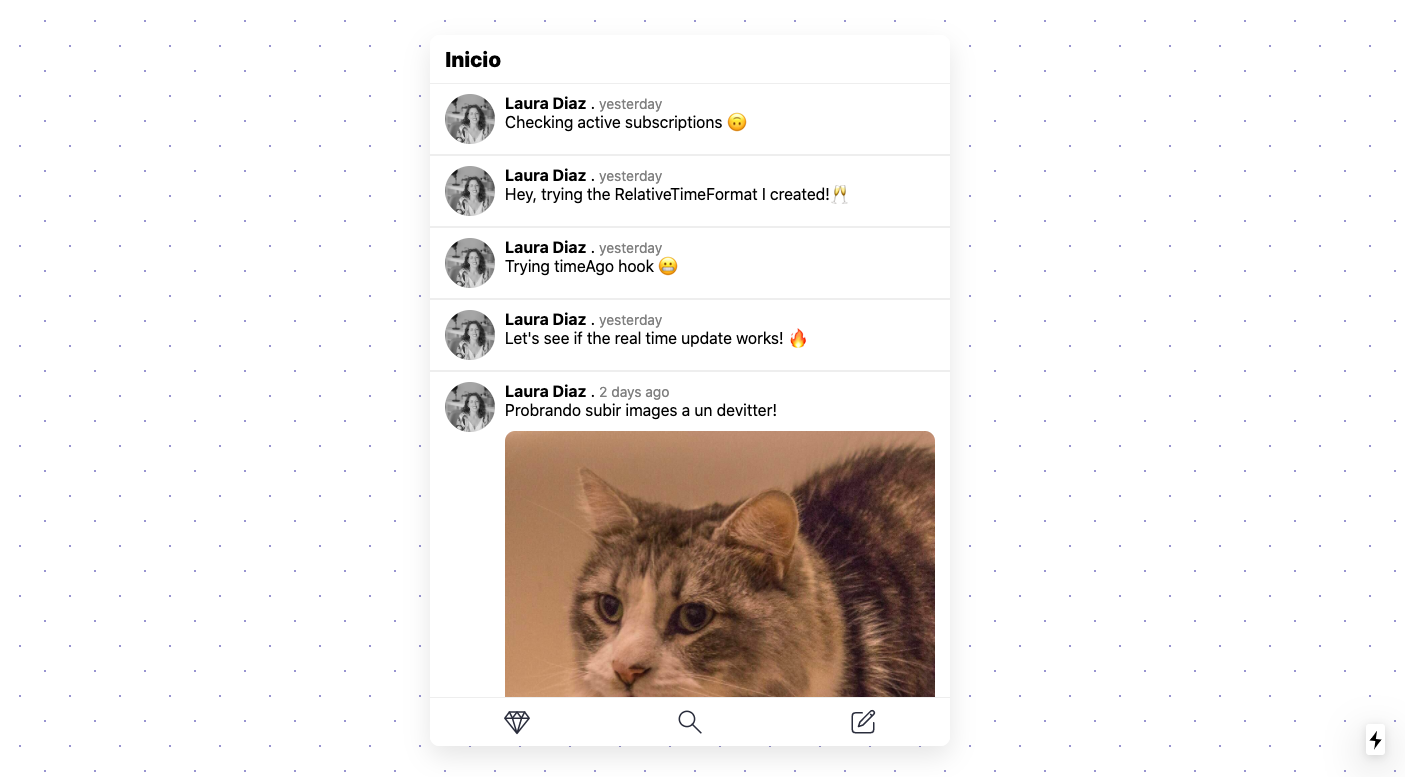 Inicio
Laura Diaz . yesterday
Checking active subscriptions 🙃
Laura Diaz . yesterday
Hey, trying the RelativeTimeFormat I created!🥂
Laura Diaz . yesterday
Trying timeAgo hook 😬
Laura Diaz . yesterday
Let's see if the real time update works! 🔥
Laura Diaz . 2 days ago
Probrando subir images a un devitter!